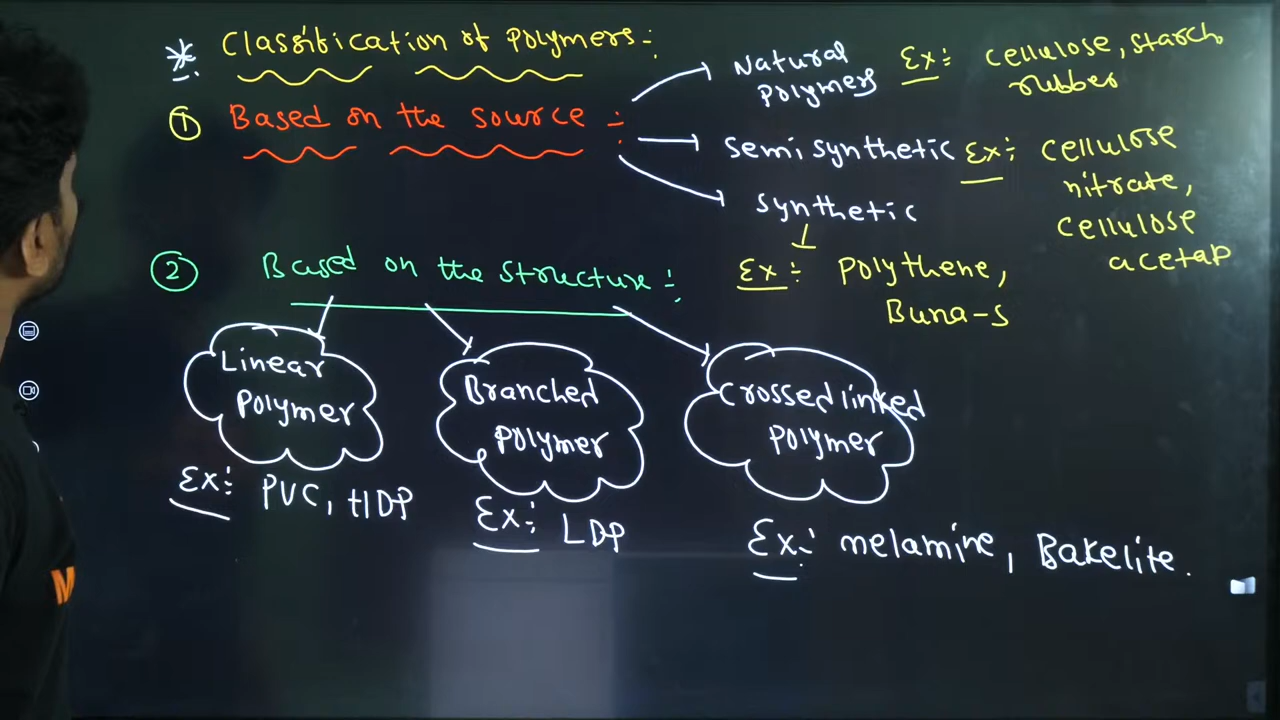 * Classification of Polymers:-
① Based on the source :-
Natural Polymers Ex:- cellulose, starch, rubber
Semi synthetic Ex:- cellulose nitrate, cellulose acetap
synthetic
Ex:- Polythene,
Buna-s
② Based on the structure:-
Linear
Polymer
Ex:- PVC, HDP
Branched
Polymer
Ex:- LDP
Crossed linked
Polymer
Ex:- melamine, Bakelite.
M